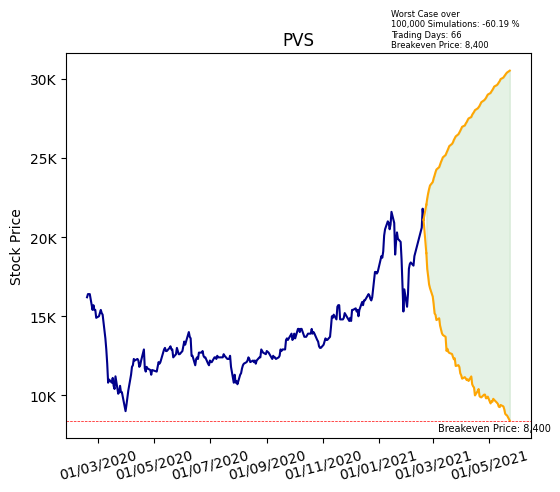 Worst Case over
100,000 Simulations: -60.19 %
Trading Days: 66
Breakeven Price: 8,400
PVS
30K
25K
20K
15K
10K
Stock Price
Breakeven Price: 8,400
01/03/2020 01/05/2020 01/07/2020 01/09/2020 01/11/2020 01/01/2021 01/03/2021 01/05/2021